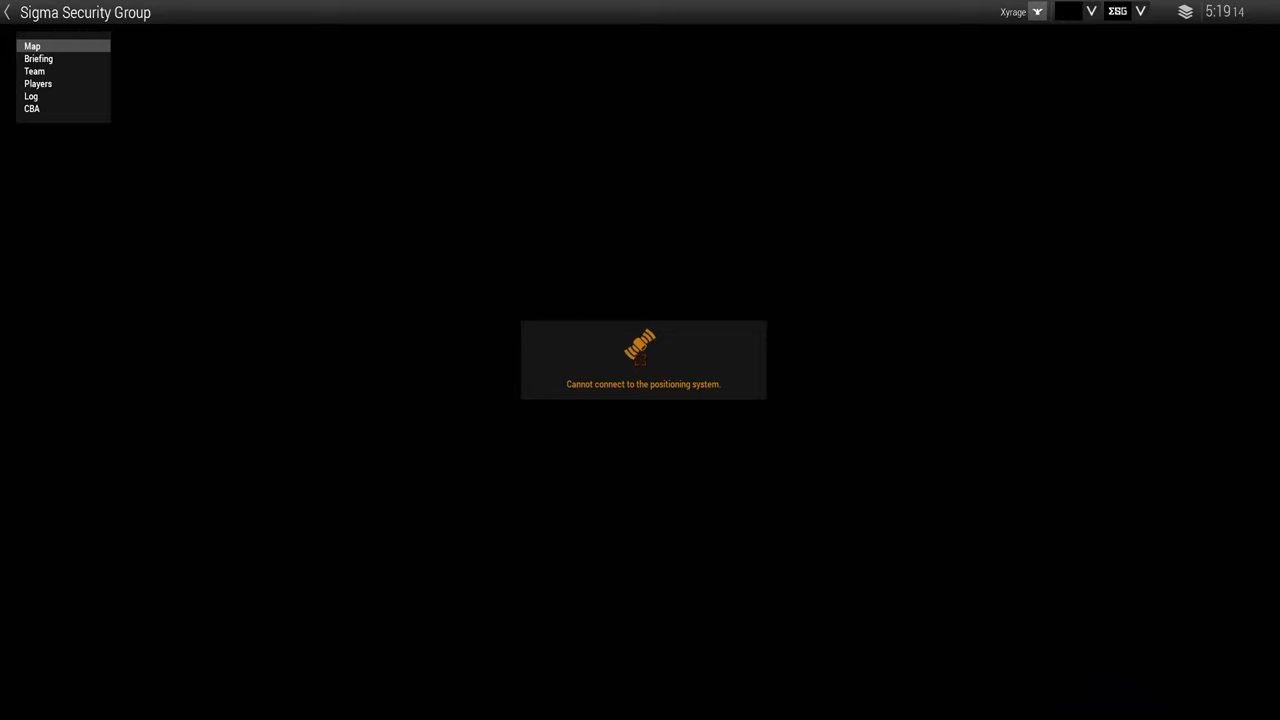 Sigma Security Group
Xyrage
V
ΣSG
V
5:19 14
Map
Briefing
Team
Players
Log
CBA
Cannot connect to the positioning system.